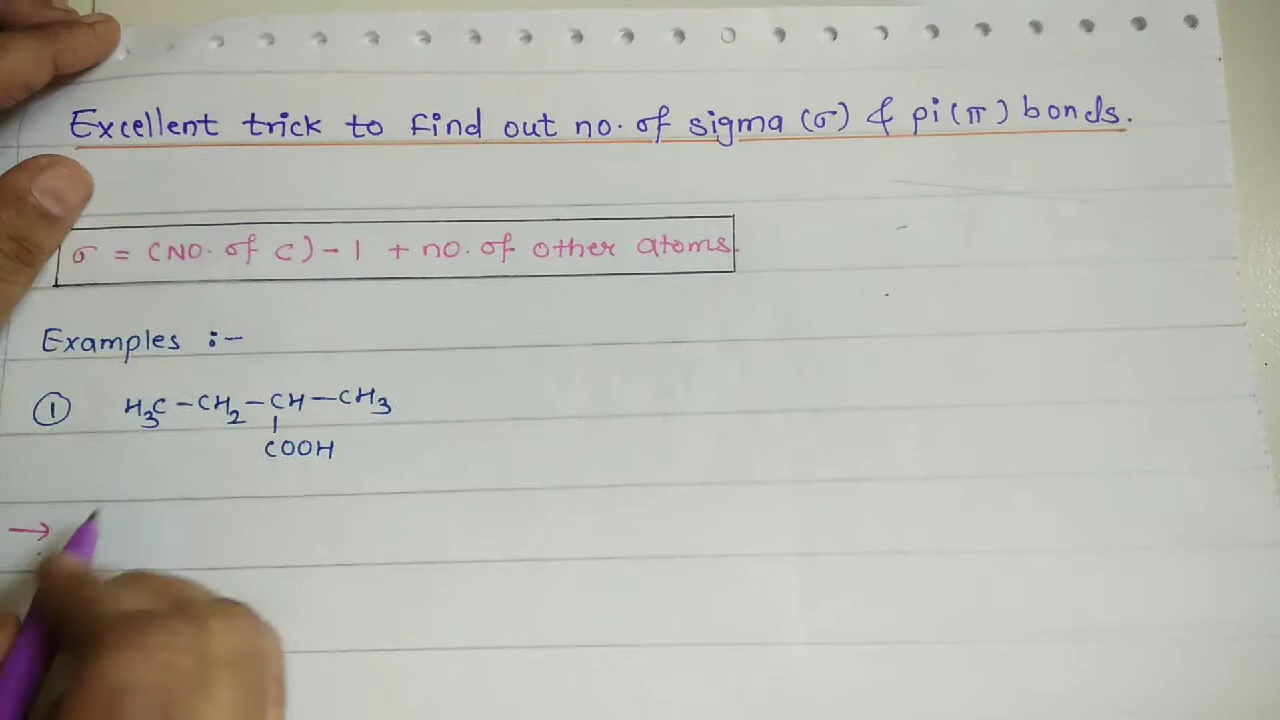 Excellent trick to find out no. of sigma (σ) & pi (π) bonds.
σ = (No. of C) - 1 + no. of other atoms.
Examples :-
① H₃C - CH₂ - CH - CH₃
COOH
→